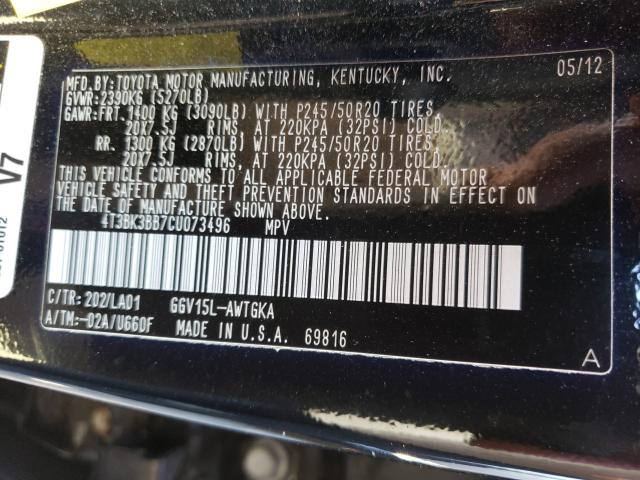 MFD.BY:TOYOTA MOTOR MANUFACTURING, KENTUCKY, INC. 05/12
GVWR:2390KG (5270LB)
GAWR:FRT. 1400 KG (3090LB) WITH P245/50R20 TIRES,
20X7.5J RIMS, AT 220KPA (32PSI) COLD.
RR. 1300 KG (2870LB) WITH P245/50R20 TIRES,
20X7.5J RIMS, AT 220KPA (32PSI) COLD.
THIS VEHICLE CONFORMS TO ALL APPLICABLE FEDERAL MOTOR
VEHICLE SAFETY AND THEFT PREVENTION STANDARDS IN EFFECT ON
THE DATE OF MANUFACTURE SHOWN ABOVE.
4T3BK3BB7CU073496 MPV
C/TR:202/LA01 GGV15L-AWTGKA
A/TM:-02A/U660F MADE IN U.S.A. 69816
A
V7